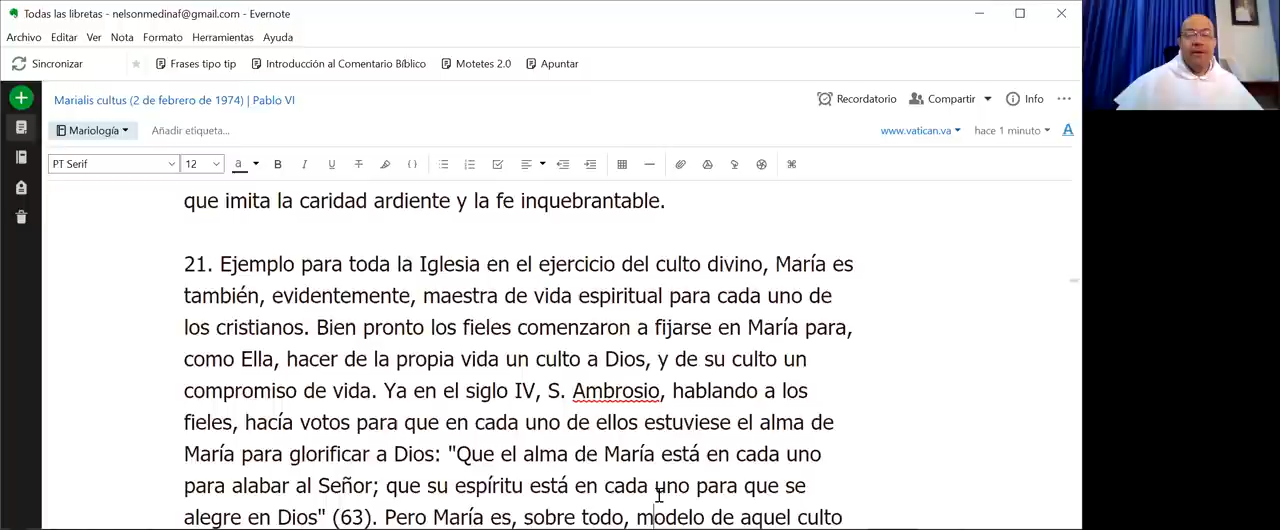 Todas las libretas - nelsonmedinaf@gmail.com - Evernote
Archivo Editar Ver Nota Formato Herramientas Ayuda
Sincronizar Frases tipo tip Introducción al Comentario Bíblico Motetes 2.0 Apuntar
Marialis cultus (2 de febrero de 1974) | Pablo VI Recordatorio Compartir Info
Mariología Añadir etiqueta... www.vatican.va hace 1 minuto
PT Serif 12
que imita la caridad ardiente y la fe inquebrantable.
21. Ejemplo para toda la Iglesia en el ejercicio del culto divino, María es
también, evidentemente, maestra de vida espiritual para cada uno de
los cristianos. Bien pronto los fieles comenzaron a fijarse en María para,
como Ella, hacer de la propia vida un culto a Dios, y de su culto un
compromiso de vida. Ya en el siglo IV, S. Ambrosio, hablando a los
fieles, hacía votos para que en cada uno de ellos estuviese el alma de
María para glorificar a Dios: "Que el alma de María está en cada uno
para alabar al Señor; que su espíritu está en cada uno para que se
alegre en Dios" (63). Pero María es, sobre todo, modelo de aquel culto